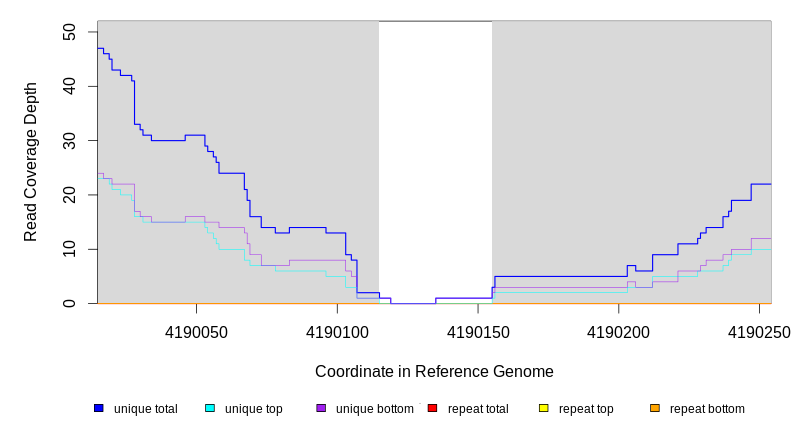 50
40
30
20
10
0
Read Coverage Depth
4190050 4190100 4190150 4190200 4190250
Coordinate in Reference Genome
unique total unique top unique bottom repeat total repeat top repeat bottom